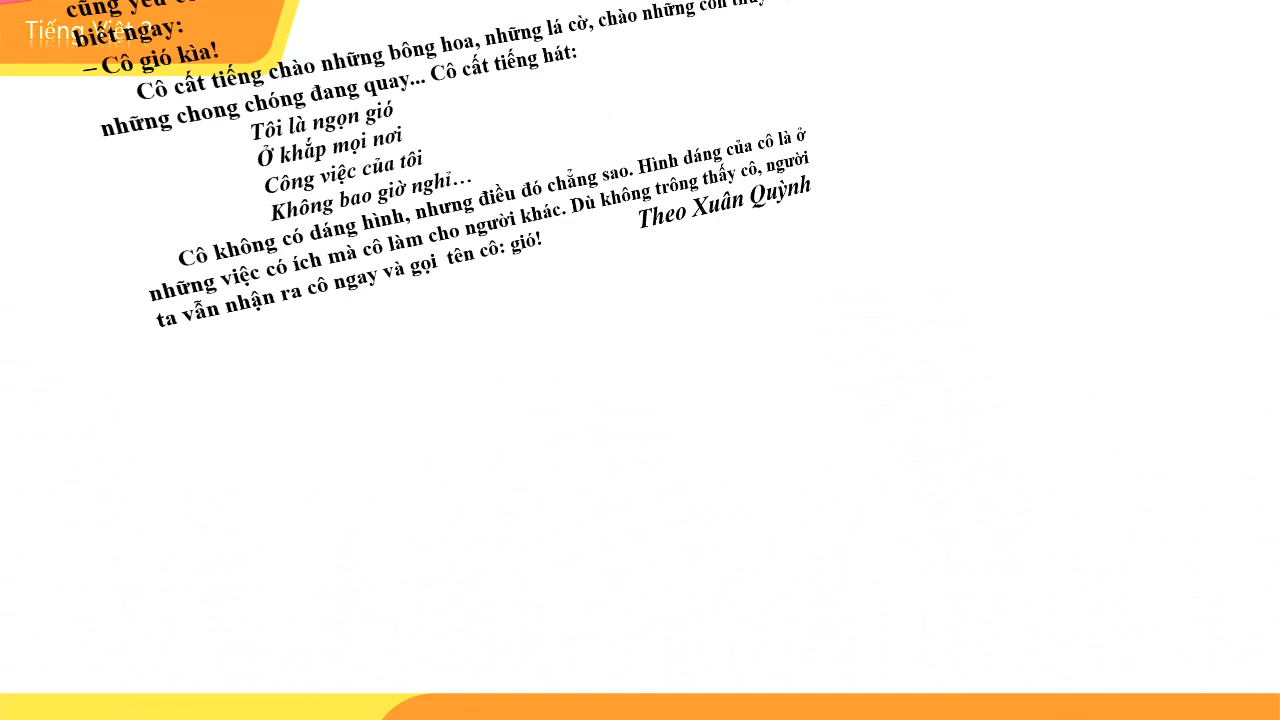 Tiếng Việt 2
cũng yêu
biết ngay:
– Cô gió kìa!
Cô cất tiếng chào những bông hoa, những lá cờ, chào những con
những chong chóng đang quay... Cô cất tiếng hát:
Tôi là ngọn gió
Ở khắp mọi nơi
Công việc của tôi
Không bao giờ nghỉ…
Cô không có dáng hình, nhưng điều đó chẳng sao. Hình dáng của cô là ở
những việc có ích mà cô làm cho người khác. Dù không trông thấy cô, người
ta vẫn nhận ra cô ngay và gọi tên cô: gió!
Theo Xuân Quỳnh